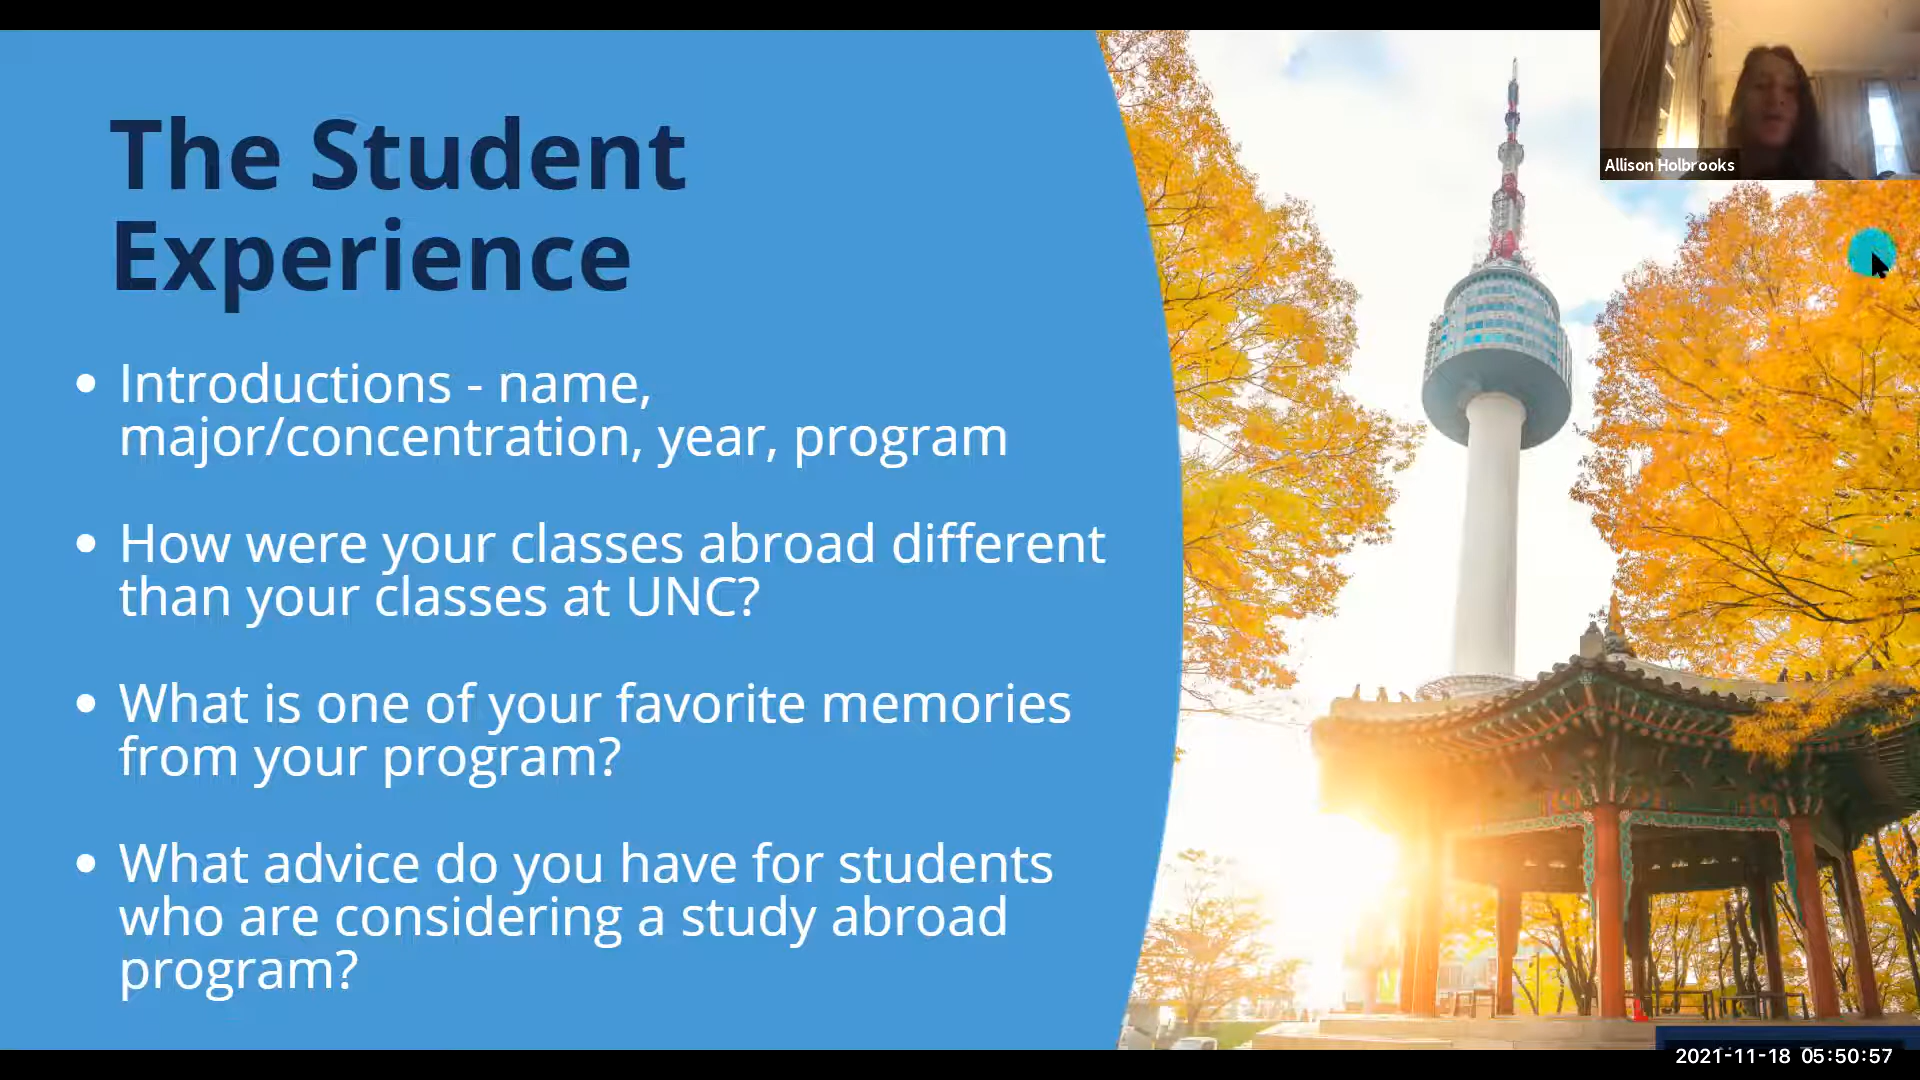 The Student
Experience
Introductions - name,
major/concentration, year, program
How were your classes abroad different
than your classes at UNC?
What is one of your favorite memories
from your program?
What advice do you have for students
who are considering a study abroad
program?
Allison Holbrooks
2021-11-18 05:50:57